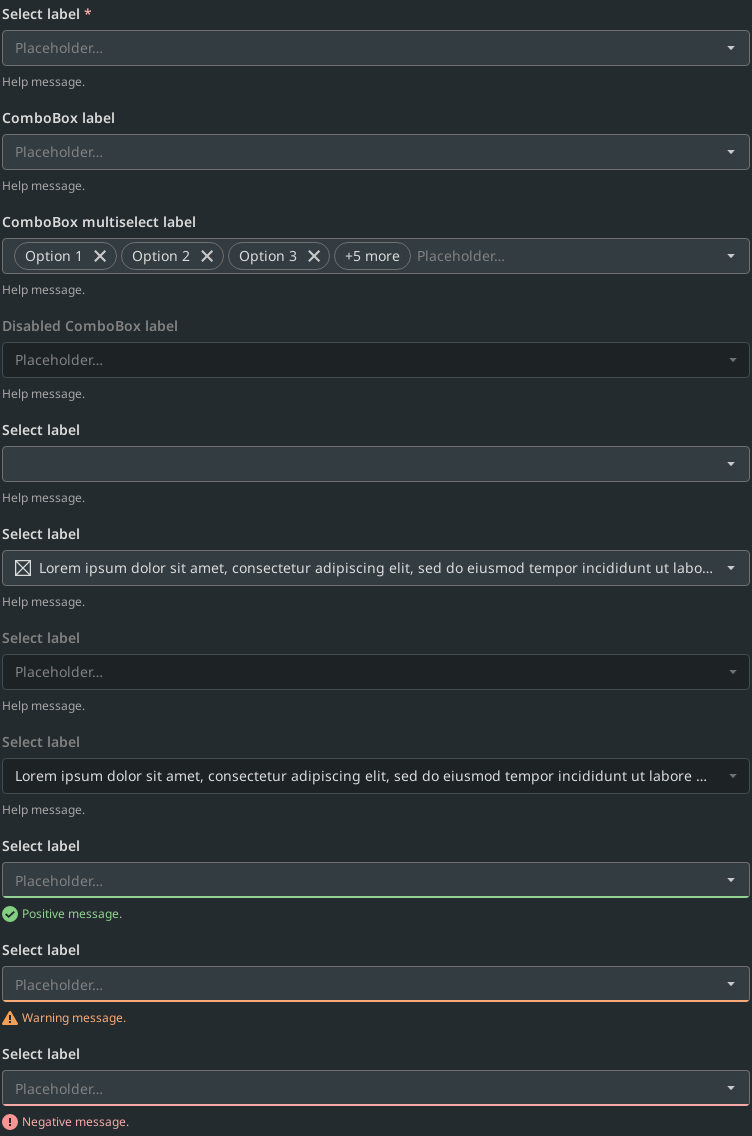 Select label *
Placeholder...
Help message.
ComboBox label
Placeholder...
Help message.
ComboBox multiselect label
Option 1 Option 2 Option 3 +5 more Placeholder...
Help message.
Disabled ComboBox label
Placeholder...
Help message.
Select label
Help message.
Select label
Lorem ipsum dolor sit amet, consectetur adipiscing elit, sed do eiusmod tempor incididunt ut labo...
Help message.
Select label
Placeholder...
Help message.
Select label
Lorem ipsum dolor sit amet, consectetur adipiscing elit, sed do eiusmod tempor incididunt ut labore ...
Help message.
Select label
Placeholder...
Positive message.
Select label
Placeholder...
Warning message.
Select label
Placeholder...
Negative message.